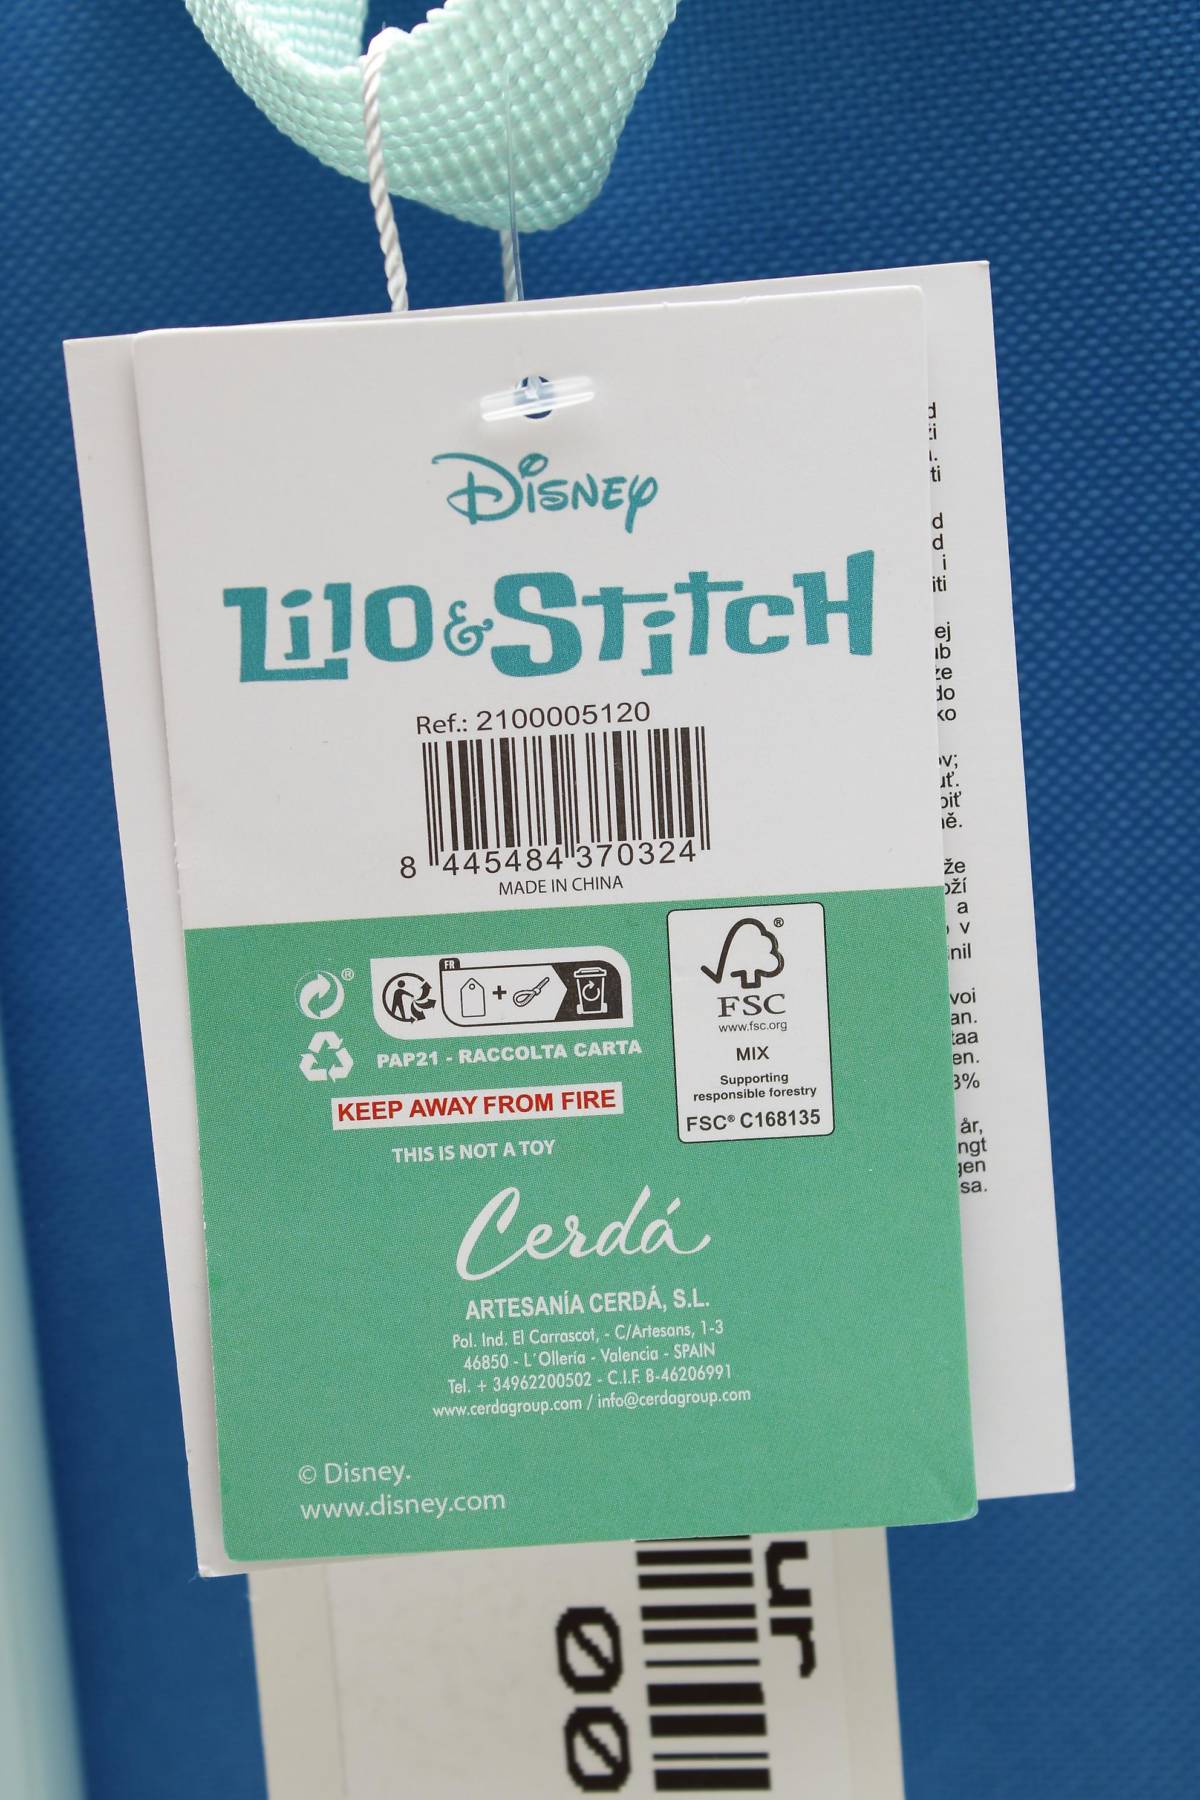 Disney
Lilo & Stitch
Ref.: 2100005120
8 445484 370324
MADE IN CHINA
FR
PAP21 - RACCOLTA CARTA
KEEP AWAY FROM FIRE
THIS IS NOT A TOY
FSC
www.fsc.org
MIX
Supporting
responsible forestry
FSC® C168135
Cerdá
ARTESANÍA CERDÁ, S.L.
Pol. Ind. El Carrascot, - C/Artesans, 1-3
46850 - L´Ollería - Valencia - SPAIN
Tel. + 34962200502 - C.I.F. B-46206991
www.cerdagroup.com / info@cerdagroup.com
© Disney.
www.disney.com
ur
00